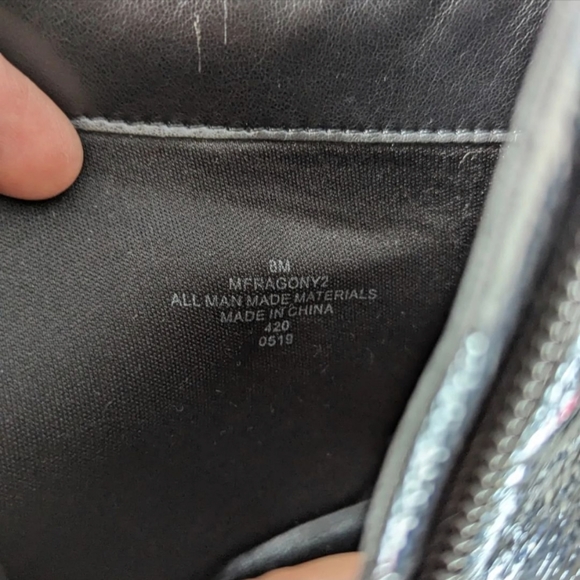 8M
MFRAGONY2
ALL MAN MADE MATERIALS
MADE IN CHINA
420
0519